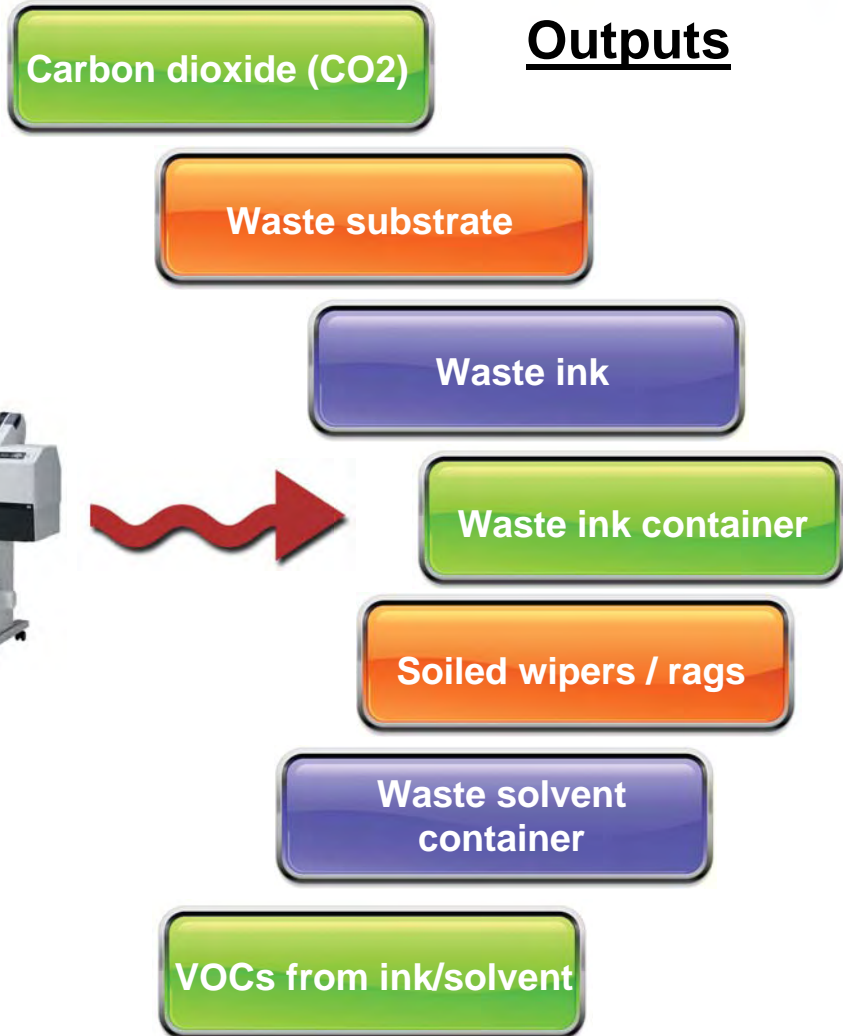 Outputs
Carbon dioxide (CO2)
Waste substrate
Waste ink
Waste ink container
Soiled wipers / rags
Waste solvent
container
VOCs from ink/solvent